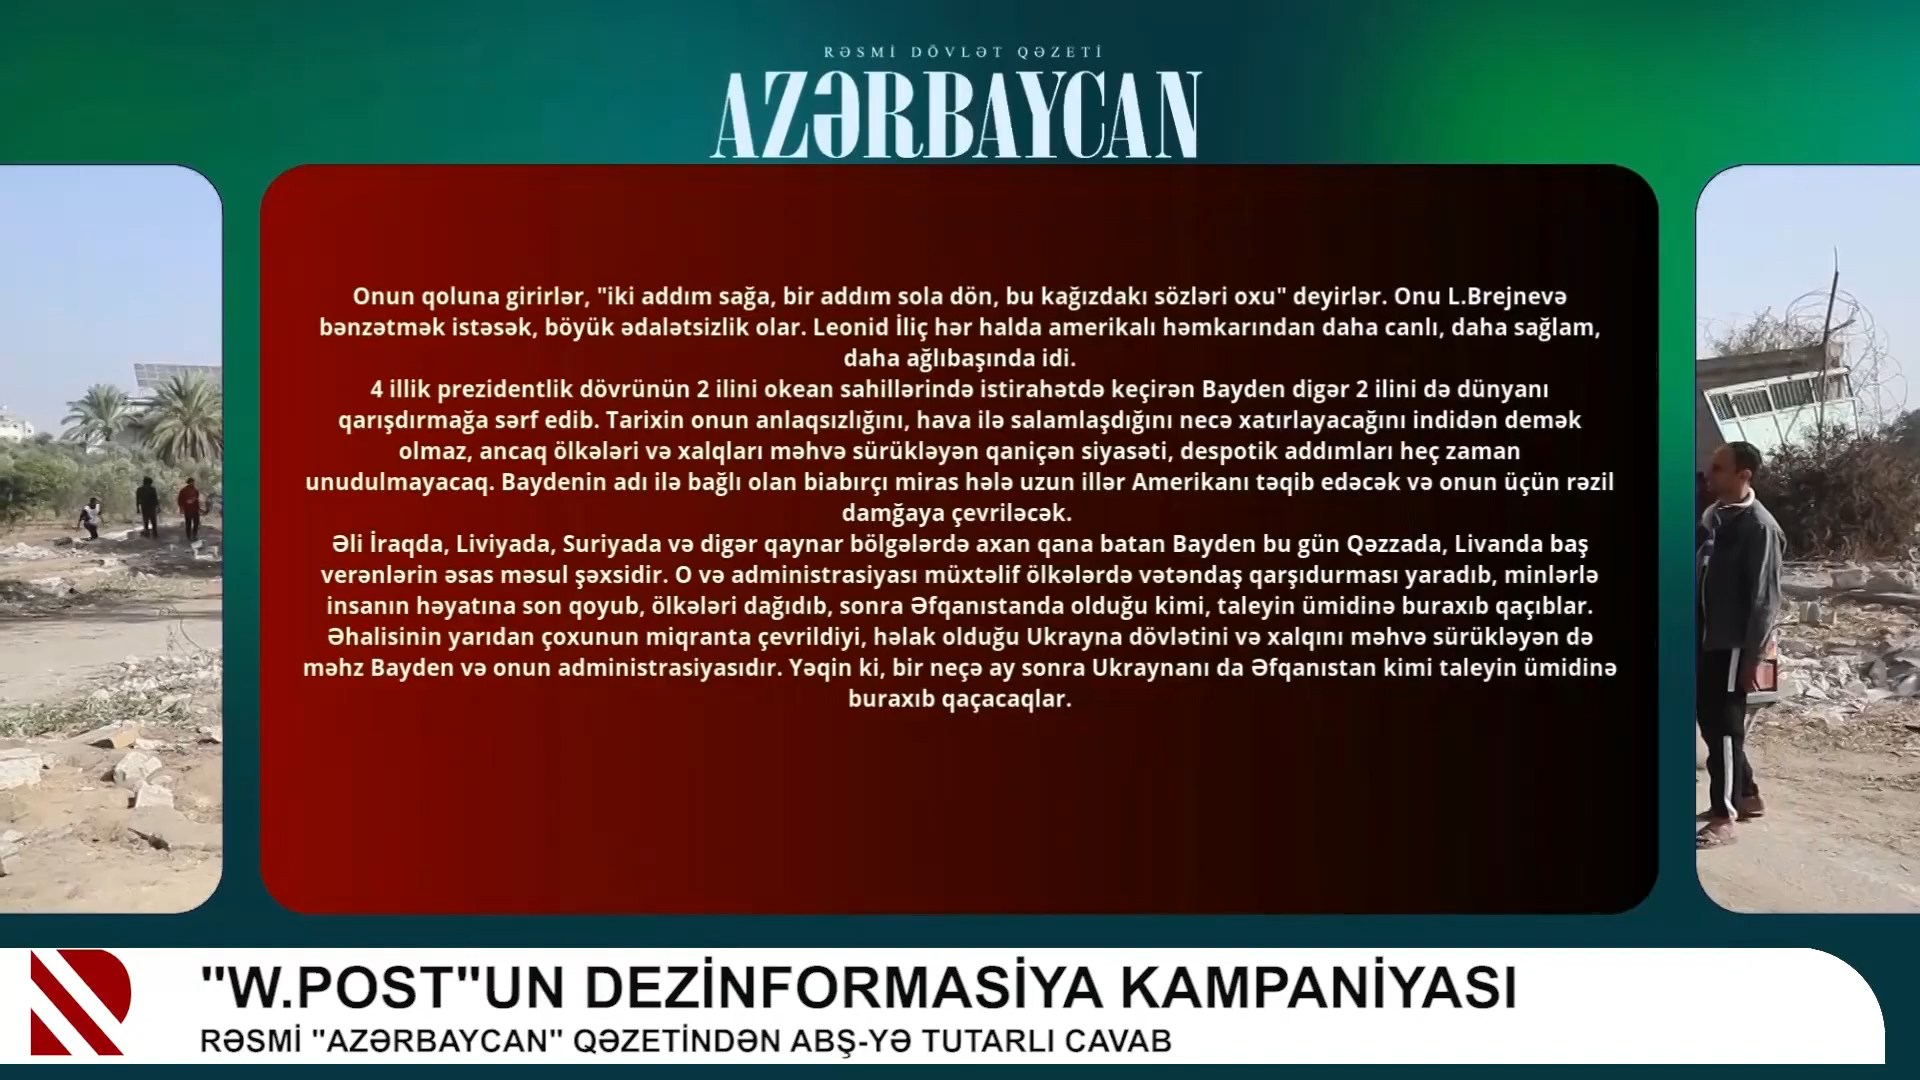 RƏSMİ DÖVLƏT QƏZETİ
AZƏRBAYCAN
Onun qoluna girirlər, "iki addım sağa, bir addım sola dön, bu kağızdakı sözləri oxu" deyirlər. Onu L.Brejnevə
bənzətmək istəsək, böyük ədalətsizlik olar. Leonid İliç hər halda amerikalı həmkarından daha canlı, daha sağlam,
daha ağlıbaşında idi.
4 illik prezidentlik dövrünün 2 ilini okean sahillərində istirahətdə keçirən Bayden digər 2 ilini də dünyanı
qarışdırmağa sərf edib. Tarixin onun anlaqsızlığını, hava ilə salamlaşdığını necə xatırlayacağını indidən demək
olmaz, ancaq ölkələri və xalqları məhvə sürükləyən qaniçən siyasəti, despotik addımları heç zaman
unudulmayacaq. Baydenin adı ilə bağlı olan biabırçı miras hələ uzun illər Amerikanı təqib edəcək və onun üçün rəzil
damğaya çevriləcək.
Əli İraqda, Liviyada, Suriyada və digər qaynar bölgələrdə axan qana batan Bayden bu gün Qəzzada, Livanda baş
verənlərin əsas məsul şəxsidir. O və administrasiyası müxtəlif ölkələrdə vətəndaş qarşıdurması yaradıb, minlərlə
insanın həyatına son qoyub, ölkələri dağıdıb, sonra Əfqanıstanda olduğu kimi, taleyin ümidinə buraxıb qaçıblar.
Əhalisinin yarıdan çoxunun miqranta çevrildiyi, həlak olduğu Ukrayna dövlətini və xalqını məhvə sürükləyən də
məhz Bayden və onun administrasiyasıdır. Yəqin ki, bir neçə ay sonra Ukraynanı da Əfqanıstan kimi taleyin ümidinə
buraxıb qaçacaqlar.
"W.POST"UN DEZİNFORMASİYA KAMPANİYASI
RƏSMİ "AZƏRBAYCAN" QƏZETİNDƏN ABŞ-YƏ TUTARLI CAVAB